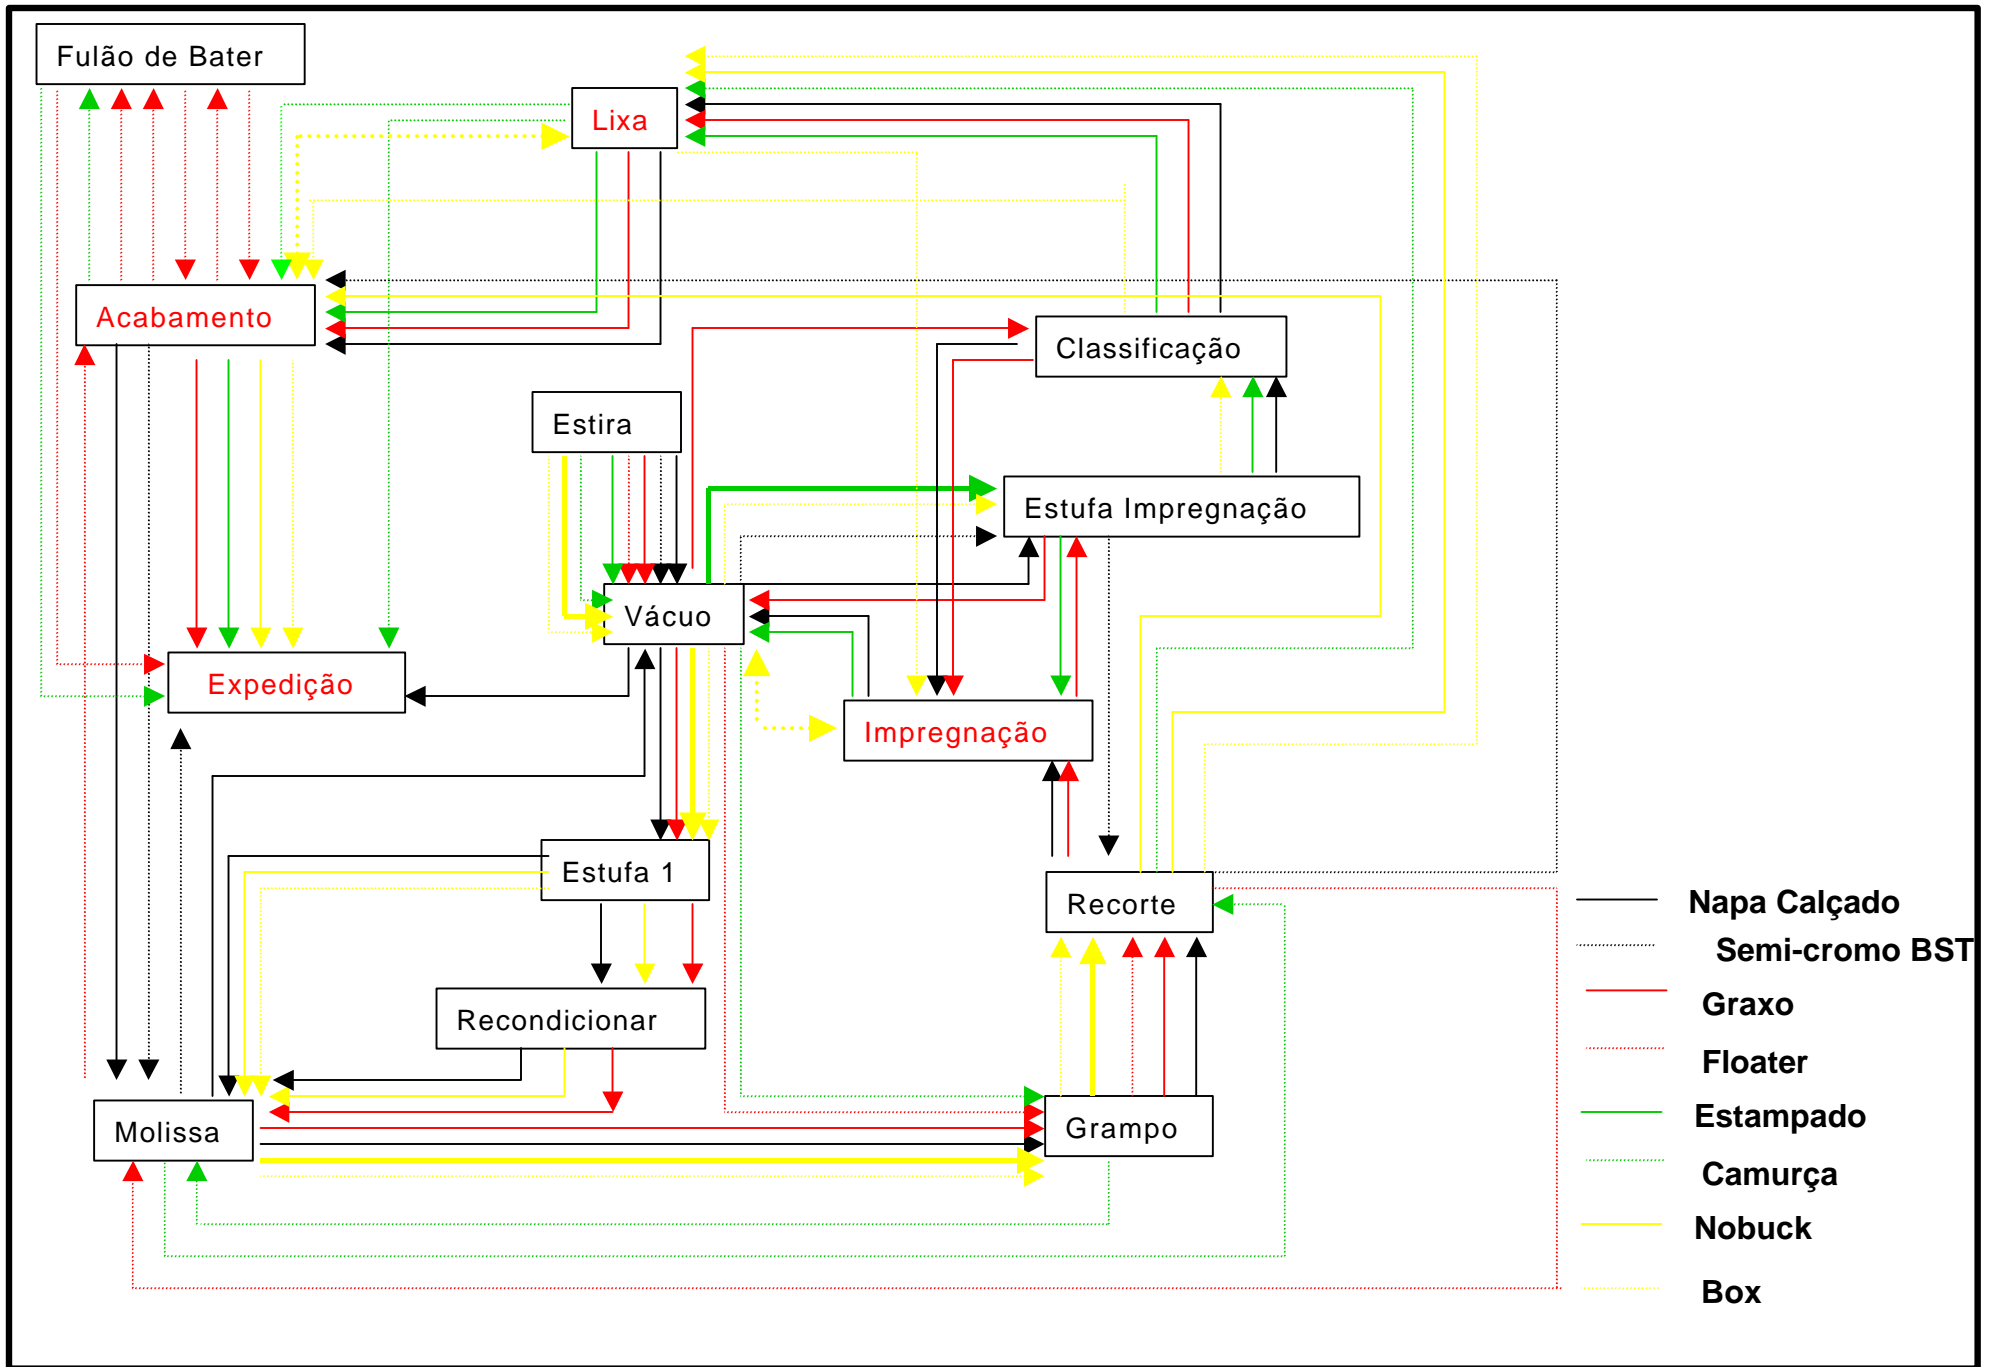 Fulão de Bater
Lixa
Acabamento
Classificação
Estira
Estufa Impregnação
Vácuo
Expedição
Impregnação
Estufa 1
Recorte
Recondicionar
Molissa
Grampo
Napa Calçado
Semi-cromo BST
Graxo
Floater
Estampado
Camurça
Nobuck
Box